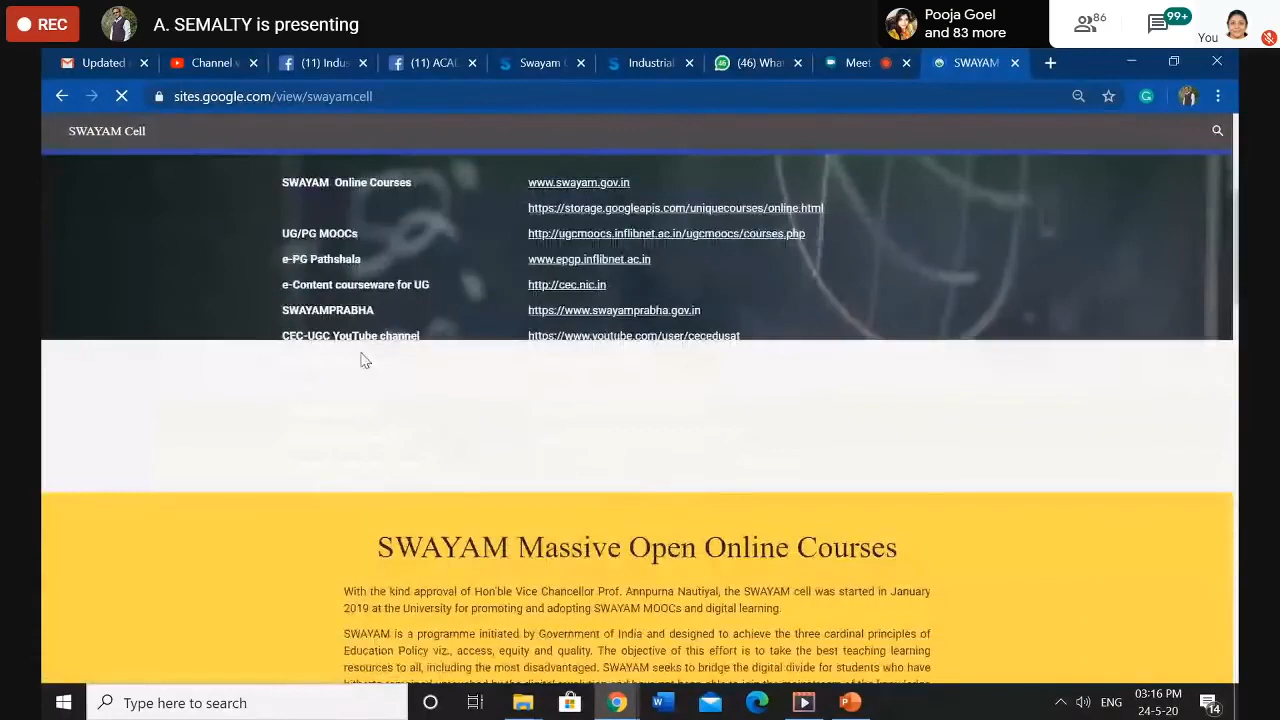 REC
A. SEMALTY is presenting
Pooja Goel
and 83 more
86
99+
You
Updated
Channel
(11) Indus
(11) ACA
Swayam
Industrial
(46) Wha
Meet
SWAYAM
sites.google.com/view/swayamcell
SWAYAM Cell
SWAYAM Online Courses www.swayam.gov.in
https://storage.googleapis.com/uniquecourses/online.html
UG/PG MOOCs http://ugcmoocs.inflibnet.ac.in/ugcmoocs/courses.php
e-PG Pathshala www.epgp.inflibnet.ac.in
e-Content courseware for UG http://cec.nic.in
SWAYAMPRABHA https://www.swayamprabha.gov.in
CEC-UGC YouTube channel https://www.youtube.com/user/cecedusat
SWAYAM Massive Open Online Courses
With the kind approval of Hon'ble Vice Chancellor Prof. Annpurna Nautiyal, the SWAYAM cell was started in January
2019 at the University for promoting and adopting SWAYAM MOOCs and digital learning.
SWAYAM is a programme initiated by Government of India and designed to achieve the three cardinal principles of
Education Policy viz., access, equity and quality. The objective of this effort is to take the best teaching learning
resources to all, including the most disadvantaged. SWAYAM seeks to bridge the digital divide for students who have
Type here to search
ENG
03:16 PM
24-5-20
14